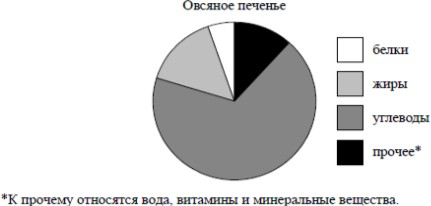 Овсяное печенье
белки
жиры
углеводы
прочее*
*К прочему относятся вода, витамины и минеральные вещества.